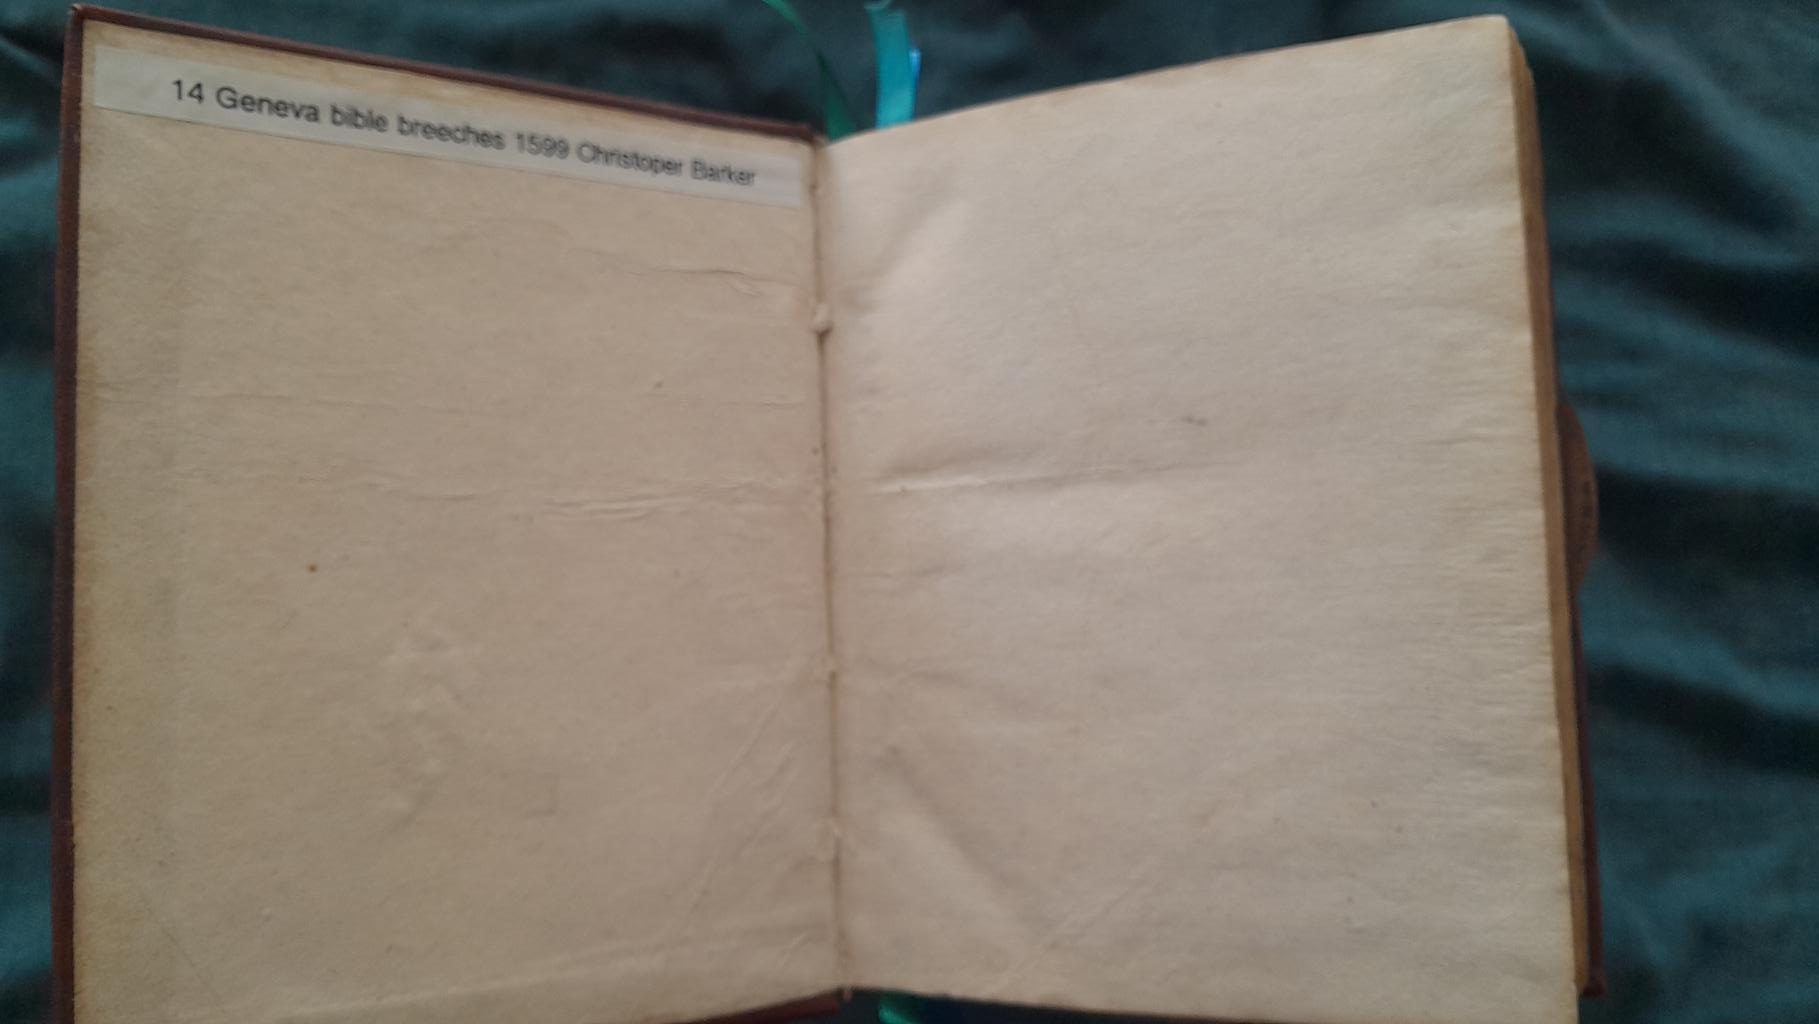 14 Geneva bible breeches 1599 Christoper Barker